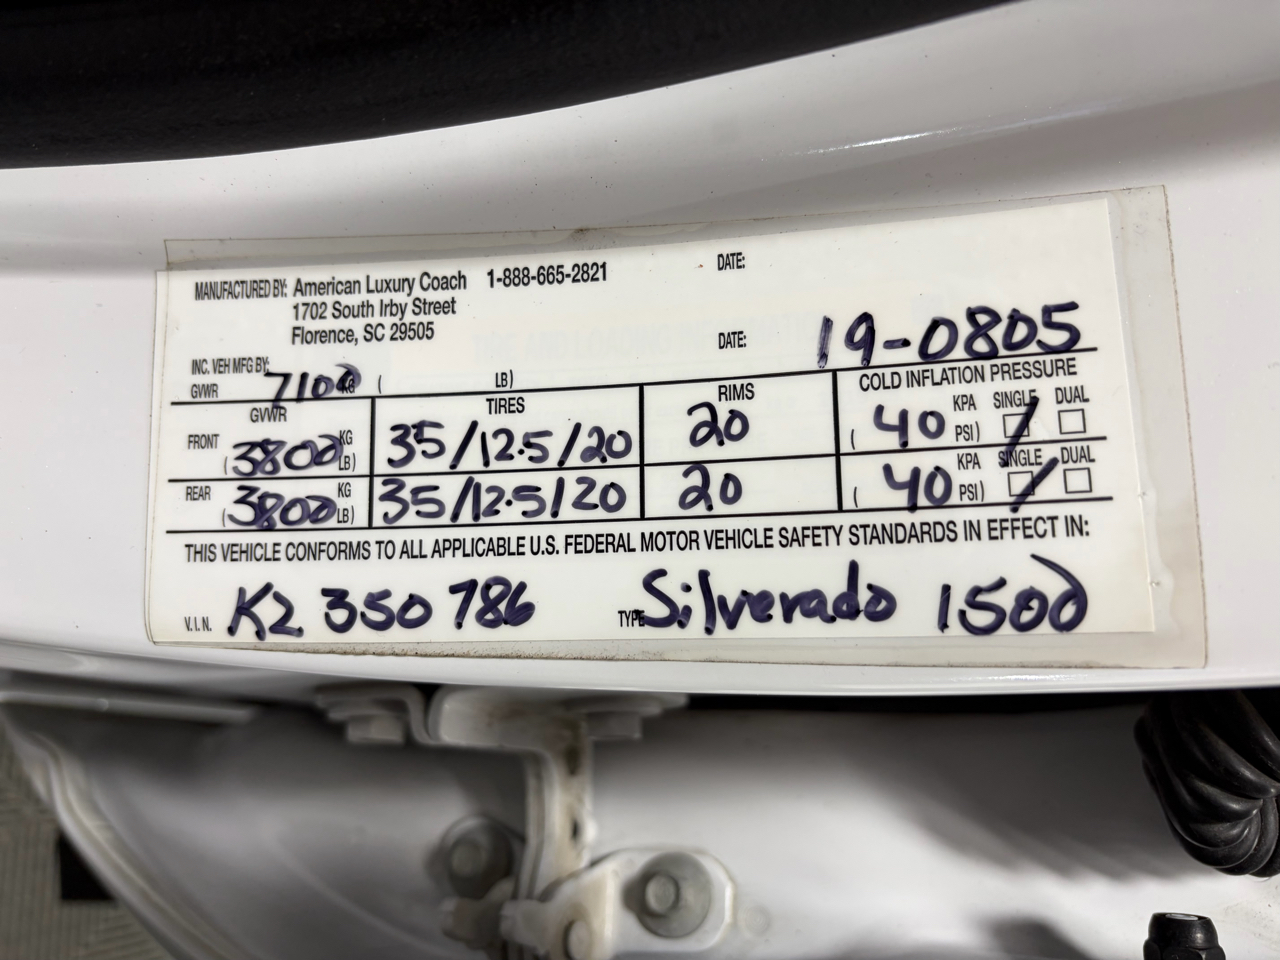 MANUFACTURED BY: American Luxury Coach 1-888-665-2821 DATE:
1702 South Irby Street
Florence, SC 29505
DATE: 19-0805
INC. VEH MFG BY:
GVWR 7100 KG ( LB)
GVWR TIRES RIMS COLD INFLATION PRESSURE
FRONT (3800 KG LB) 35/12.5/20 20 ( 40 KPA PSI) SINGLE DUAL
REAR (3800 KG LB) 35/12.5/20 20 ( 40 KPA PSI) SINGLE DUAL
THIS VEHICLE CONFORMS TO ALL APPLICABLE U.S. FEDERAL MOTOR VEHICLE SAFETY STANDARDS IN EFFECT IN:
V.I.N. K2 350786 TYPE Silverado 1500